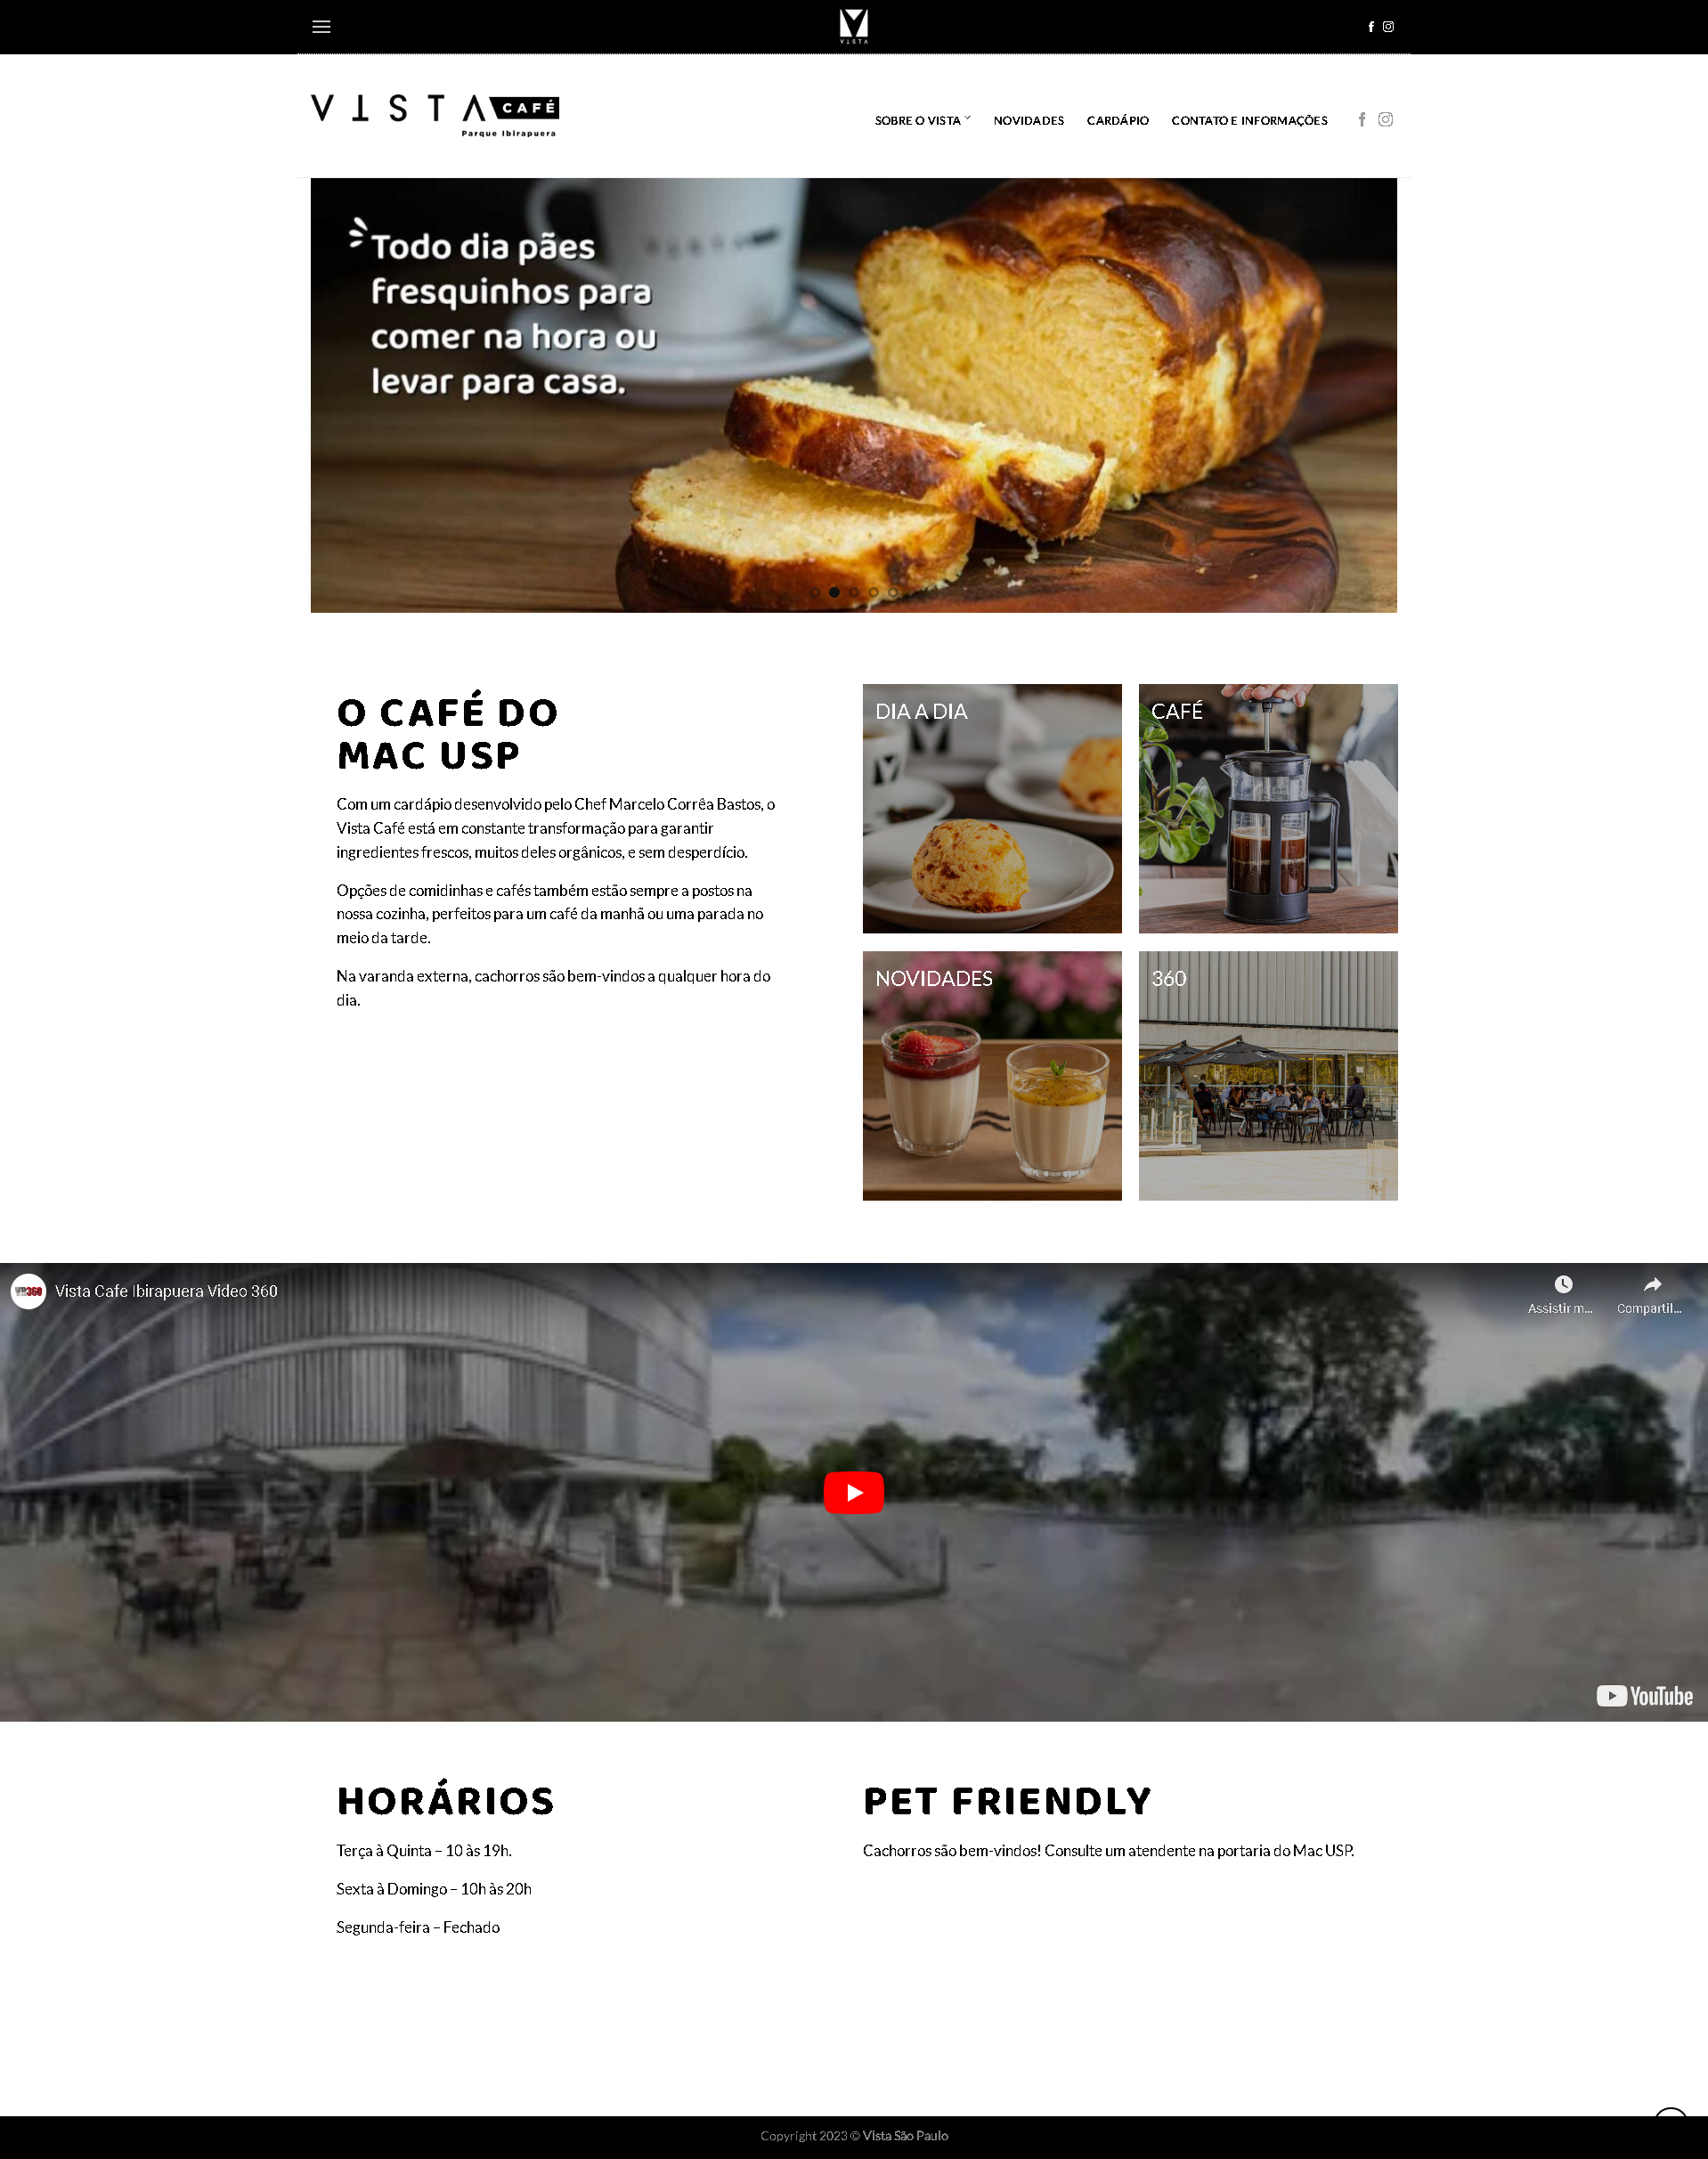 VISTA
VISTA CAFÉ
Parque Ibirapuera
SOBRE O VISTA
NOVIDADES
CARDÁPIO
CONTATO E INFORMAÇÕES
Todo dia pães
fresquinhos para
comer na hora ou
levar para casa.
O CAFÉ DO
MAC USP
Com um cardápio desenvolvido pelo Chef Marcelo Corrêa Bastos, o
Vista Café está em constante transformação para garantir
ingredientes frescos, muitos deles orgânicos, e sem desperdício.
Opções de comidinhas e cafés também estão sempre a postos na
nossa cozinha, perfeitos para um café da manhã ou uma parada no
meio da tarde.
Na varanda externa, cachorros são bem-vindos a qualquer hora do
dia.
DIA A DIA
CAFÉ
NOVIDADES
360
VR360
Vista Cafe Ibirapuera Video 360
Assistir m...
Compartil...
YouTube
HORÁRIOS
Terça à Quinta – 10 às 19h.
Sexta à Domingo – 10h às 20h
Segunda-feira – Fechado
PET FRIENDLY
Cachorros são bem-vindos! Consulte um atendente na portaria do Mac USP.
Copyright 2023 © Vista São Paulo